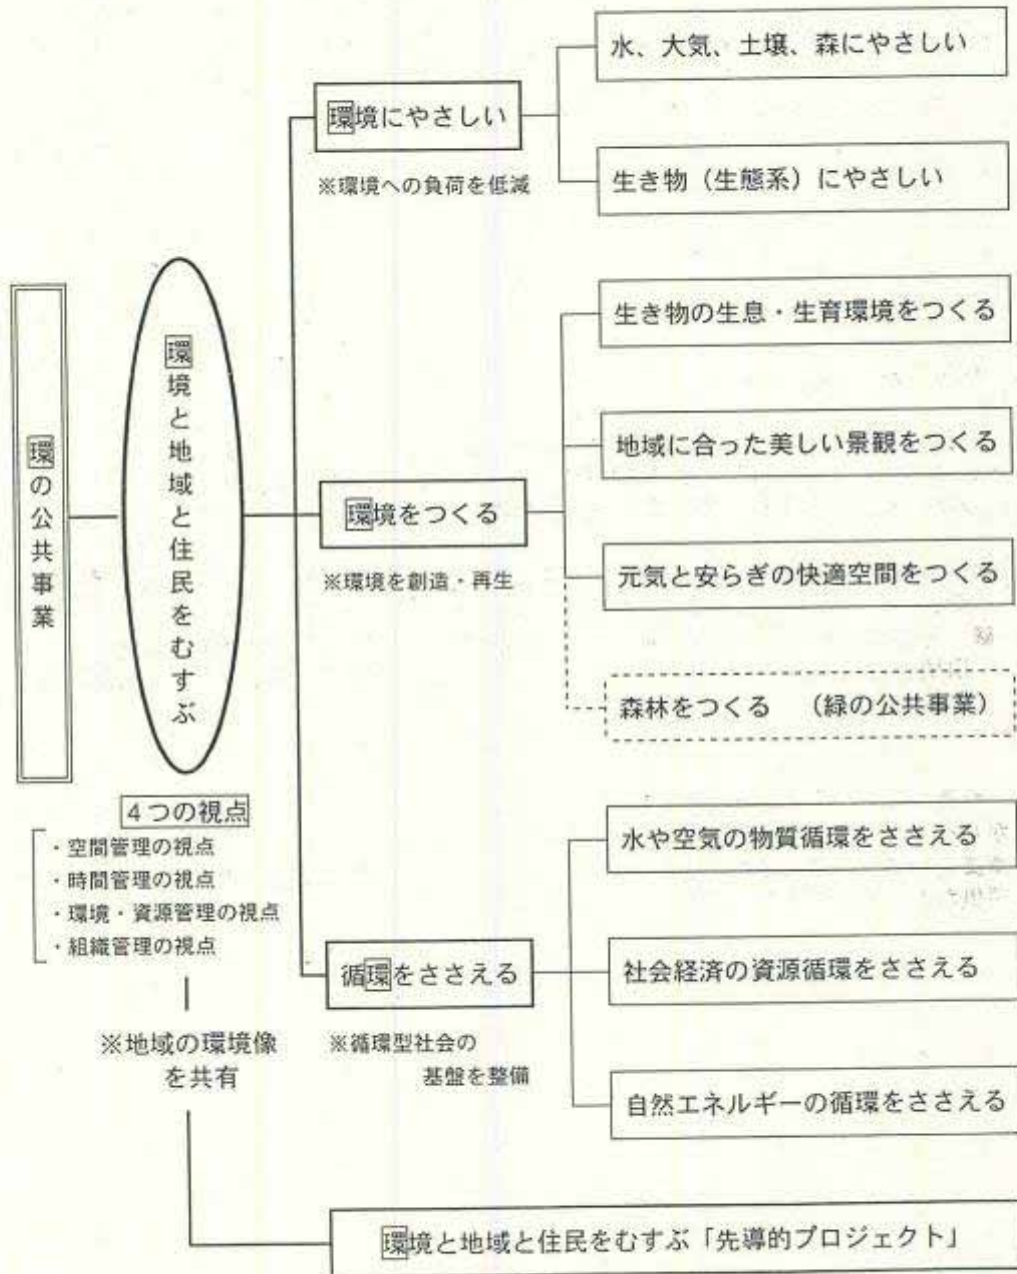 環の公共事業
環境と地域と住民をむすぶ
4つの視点
・空間管理の視点
・時間管理の視点
・環境・資源管理の視点
・組織管理の視点
※地域の環境像
を共有
環境にやさしい
※環境への負荷を低減
水、大気、土壌、森にやさしい
生き物（生態系）にやさしい
環境をつくる
※環境を創造・再生
生き物の生息・生育環境をつくる
地域に合った美しい景観をつくる
元気と安らぎの快適空間をつくる
森林をつくる　（緑の公共事業）
循環をささえる
※循環型社会の
基盤を整備
水や空気の物質循環をささえる
社会経済の資源循環をささえる
自然エネルギーの循環をささえる
環境と地域と住民をむすぶ「先導的プロジェクト」